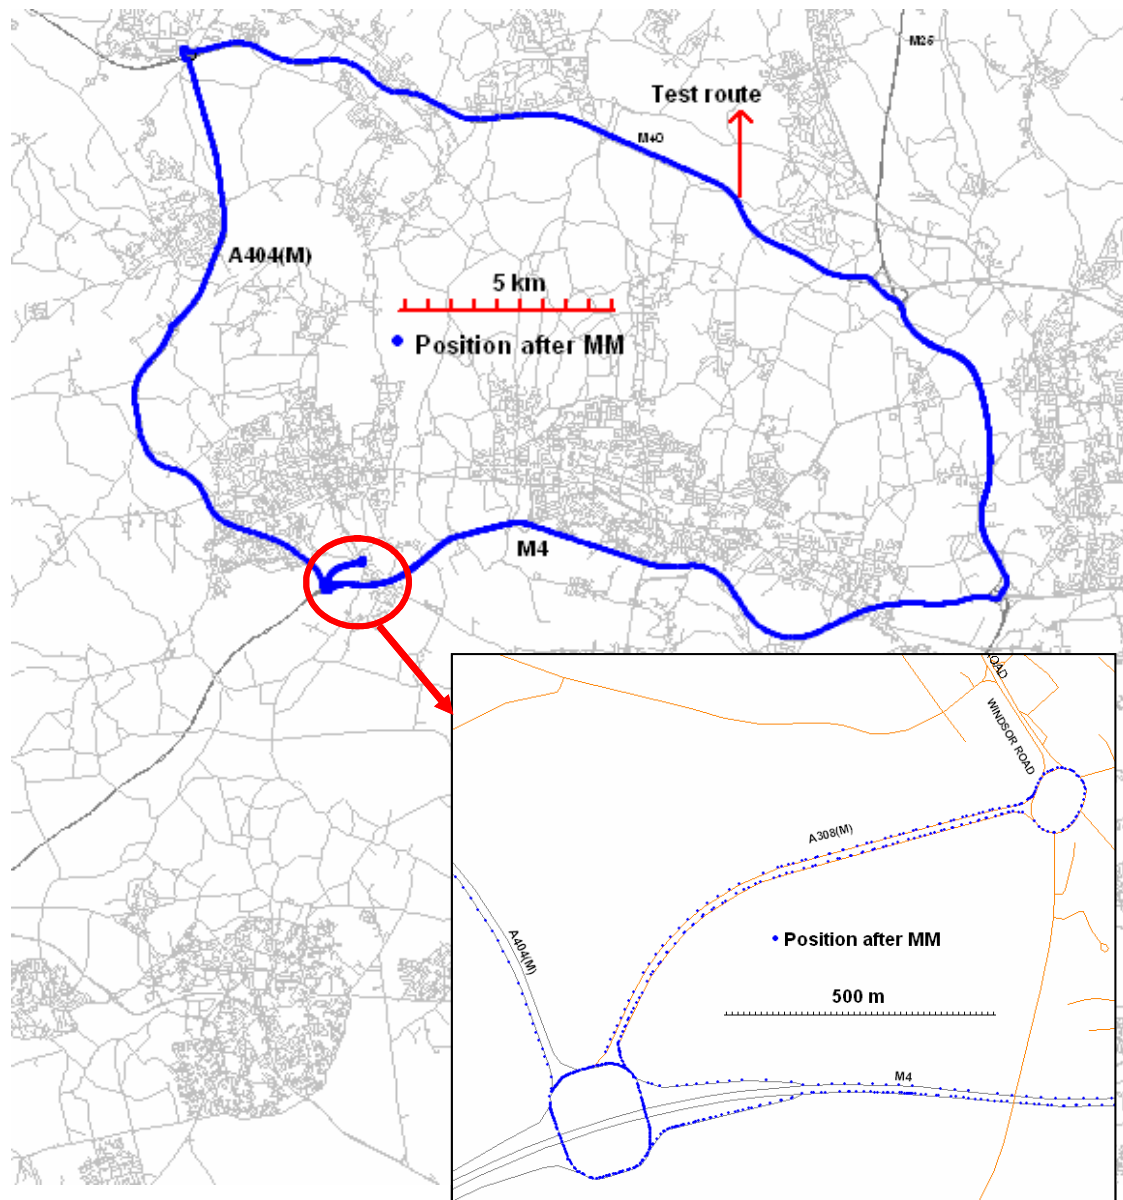 M25
Test route
M40
A404(M)
5 km
Position after MM
M4
ROAD
WINDSOR ROAD
A308(M)
A404(M)
Position after MM
500 m
M4